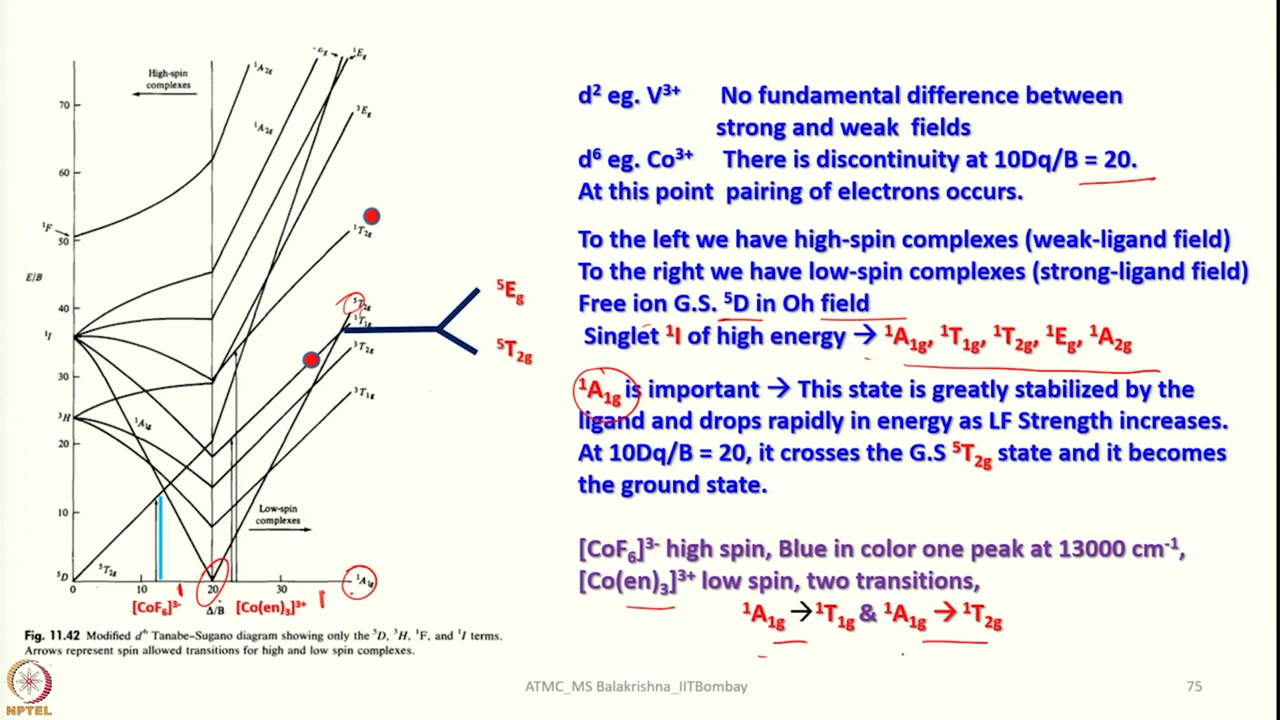 High-spin
complexes
¹A₂g
¹Eg
³Eg
¹A₂g
70
60
¹F
50
¹T₂g
E/B
40
⁵T₂g
¹T₁g
³T₂g
¹I
30
³T₁g
³H
¹A₁g
20
10
Low-spin
complexes
⁵D
⁵T₂g
¹A₁g
0 10 20 30
[CoF₆]³⁻ Δ/B [Co(en)₃]³⁺
Fig. 11.42 Modified d⁶ Tanabe-Sugano diagram showing only the ⁵D, ³H, ¹F, and ¹I terms.
Arrows represent spin allowed transitions for high and low spin complexes.
⁵Eg
⁵T₂g
d² eg. V³⁺ No fundamental difference between
strong and weak fields
d⁶ eg. Co³⁺ There is discontinuity at 10Dq/B = 20.
At this point pairing of electrons occurs.
To the left we have high-spin complexes (weak-ligand field)
To the right we have low-spin complexes (strong-ligand field)
Free ion G.S. ⁵D in Oh field
Singlet ¹I of high energy → ¹A₁g, ¹T₁g, ¹T₂g, ¹Eg, ¹A₂g
¹A₁g is important → This state is greatly stabilized by the
ligand and drops rapidly in energy as LF Strength increases.
At 10Dq/B = 20, it crosses the G.S ⁵T₂g state and it becomes
the ground state.
[CoF₆]³⁻ high spin, Blue in color one peak at 13000 cm⁻¹,
[Co(en)₃]³⁺ low spin, two transitions,
¹A₁g → ¹T₁g & ¹A₁g → ¹T₂g
NPTEL
ATMC_MS Balakrishna_IITBombay
75